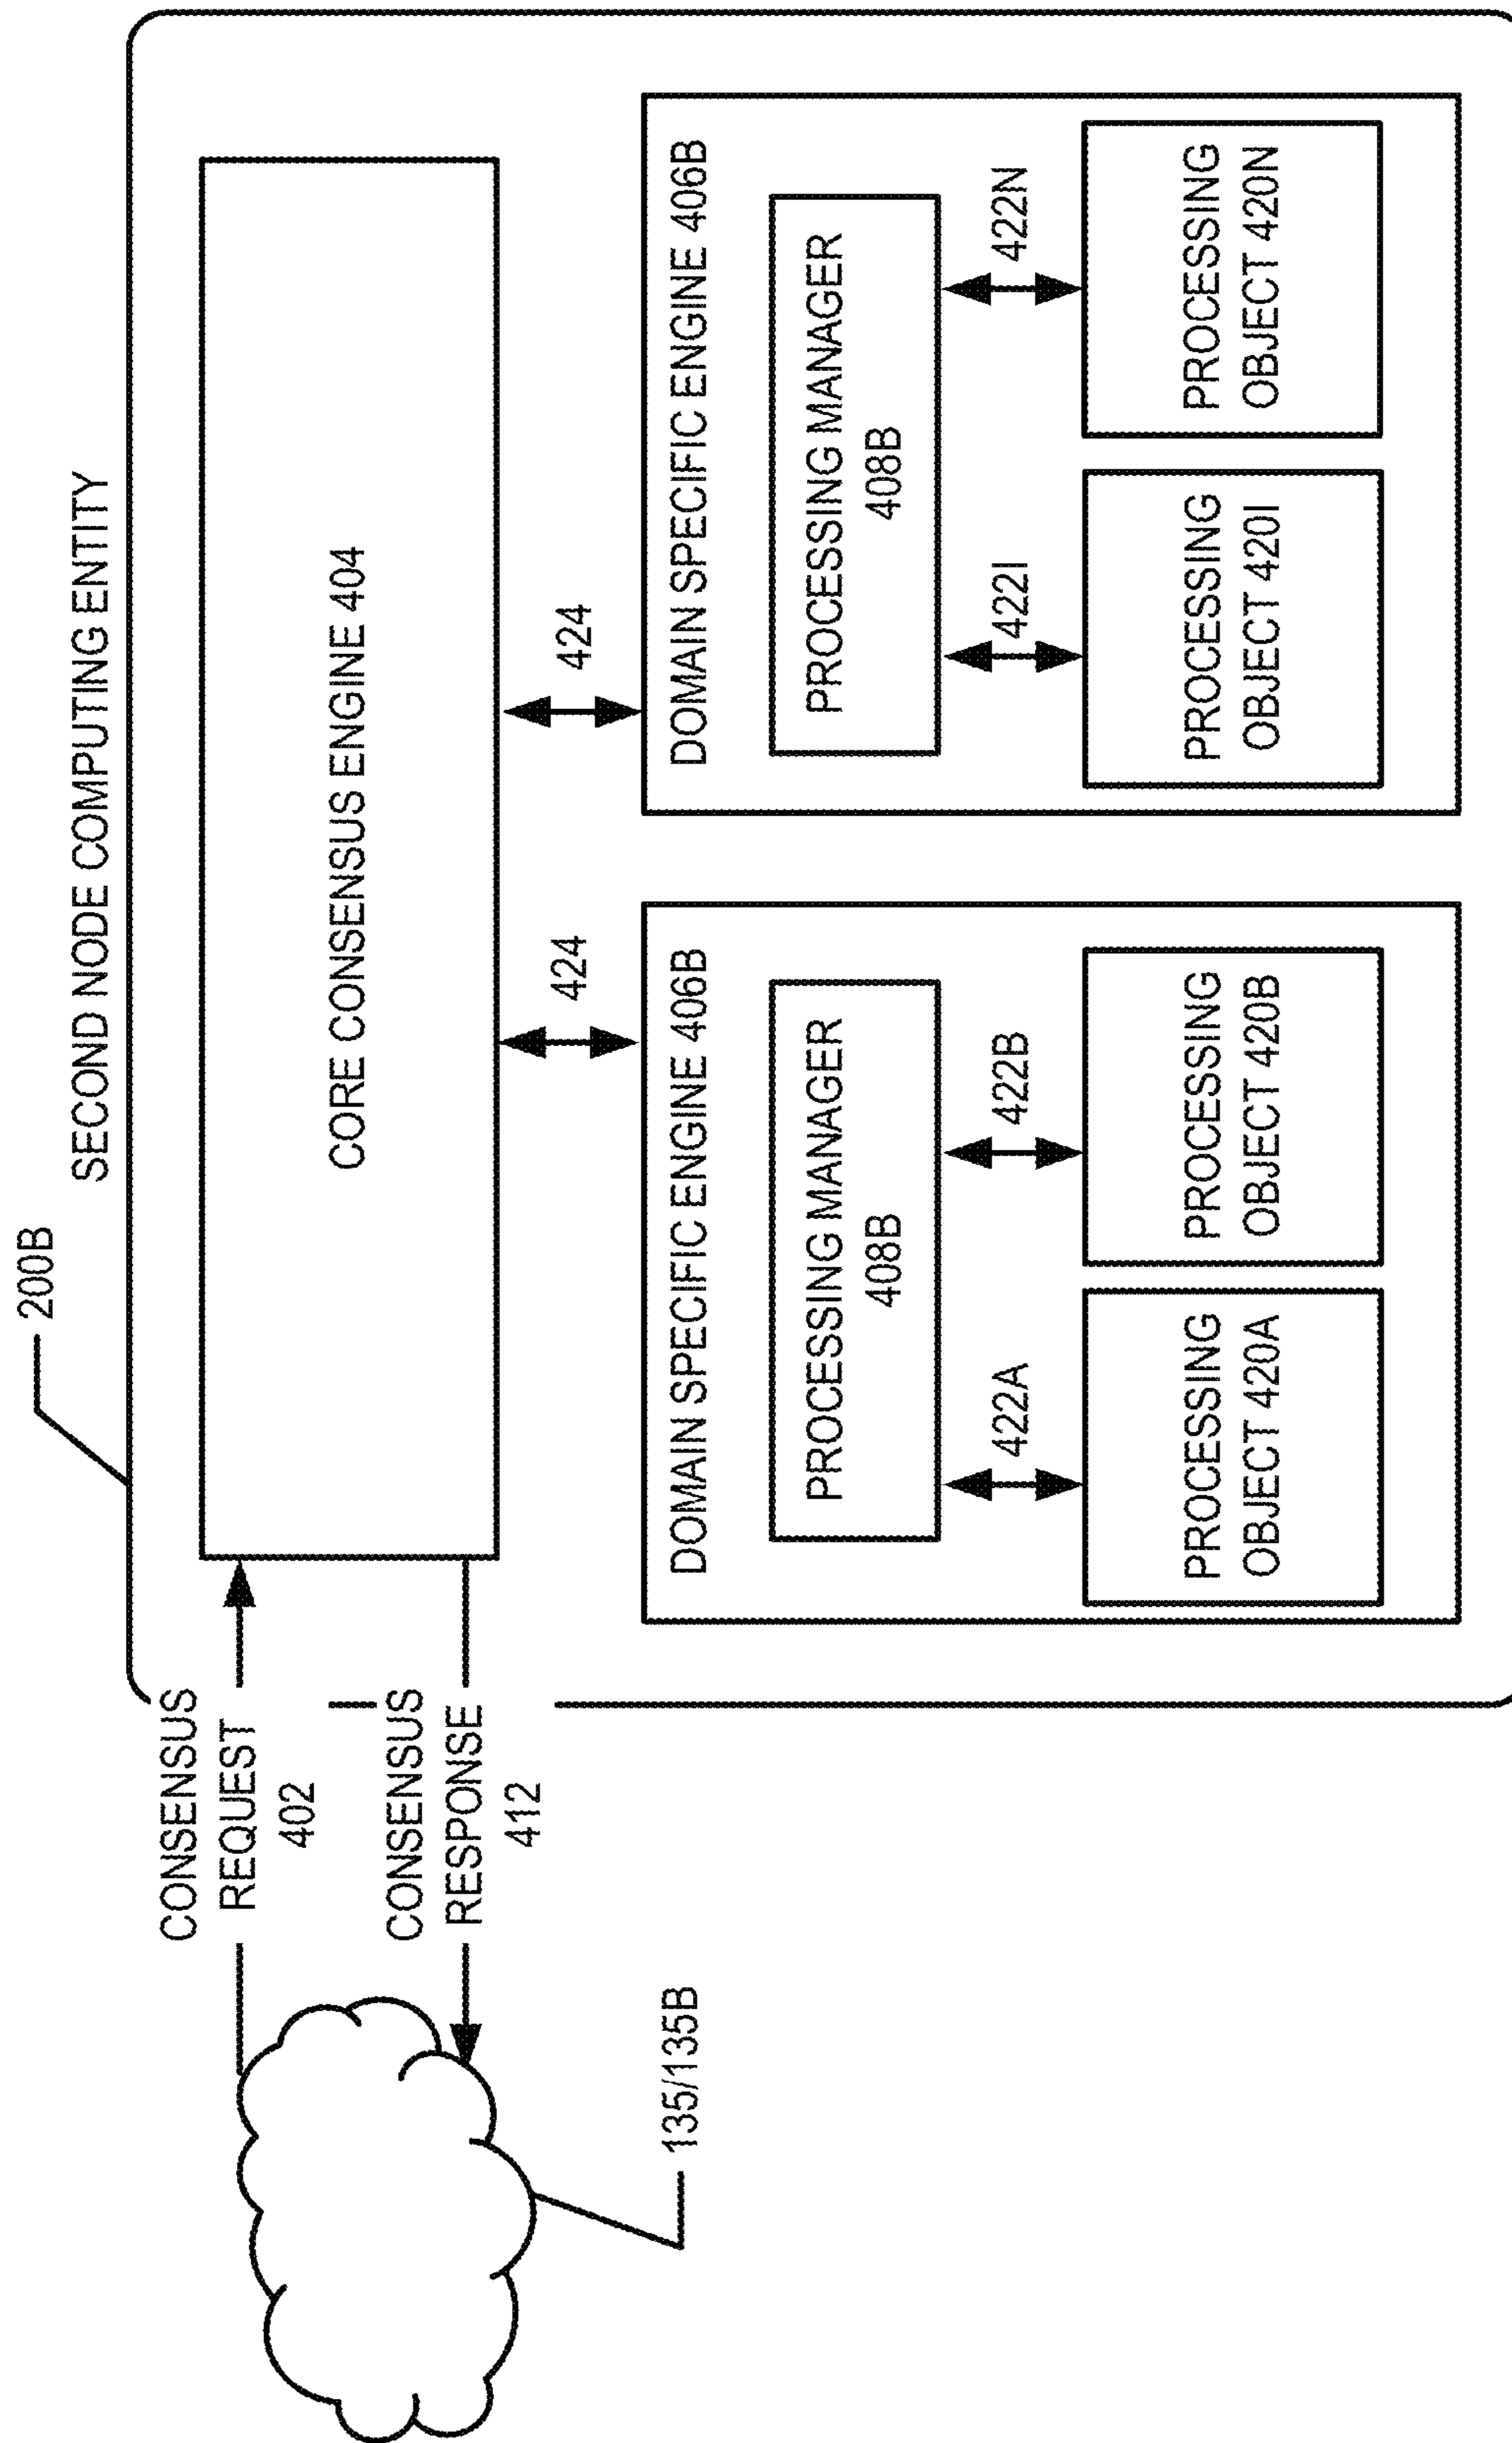 200B
SECOND NODE COMPUTING ENTITY
CONSENSUS
REQUEST
402
CORE CONSENSUS ENGINE 404
CONSENSUS
RESPONSE
412
135/135B
424
424
DOMAIN SPECIFIC ENGINE 406B
PROCESSING MANAGER
408B
422A
422B
PROCESSING
OBJECT 420A
PROCESSING
OBJECT 420B
DOMAIN SPECIFIC ENGINE 406B
PROCESSING MANAGER
408B
422I
422N
PROCESSING
OBJECT 420I
PROCESSING
OBJECT 420N